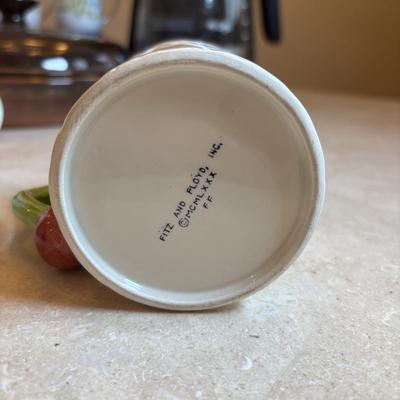 FITZ AND FLOYD, INC.
©MCMLXXX
FF